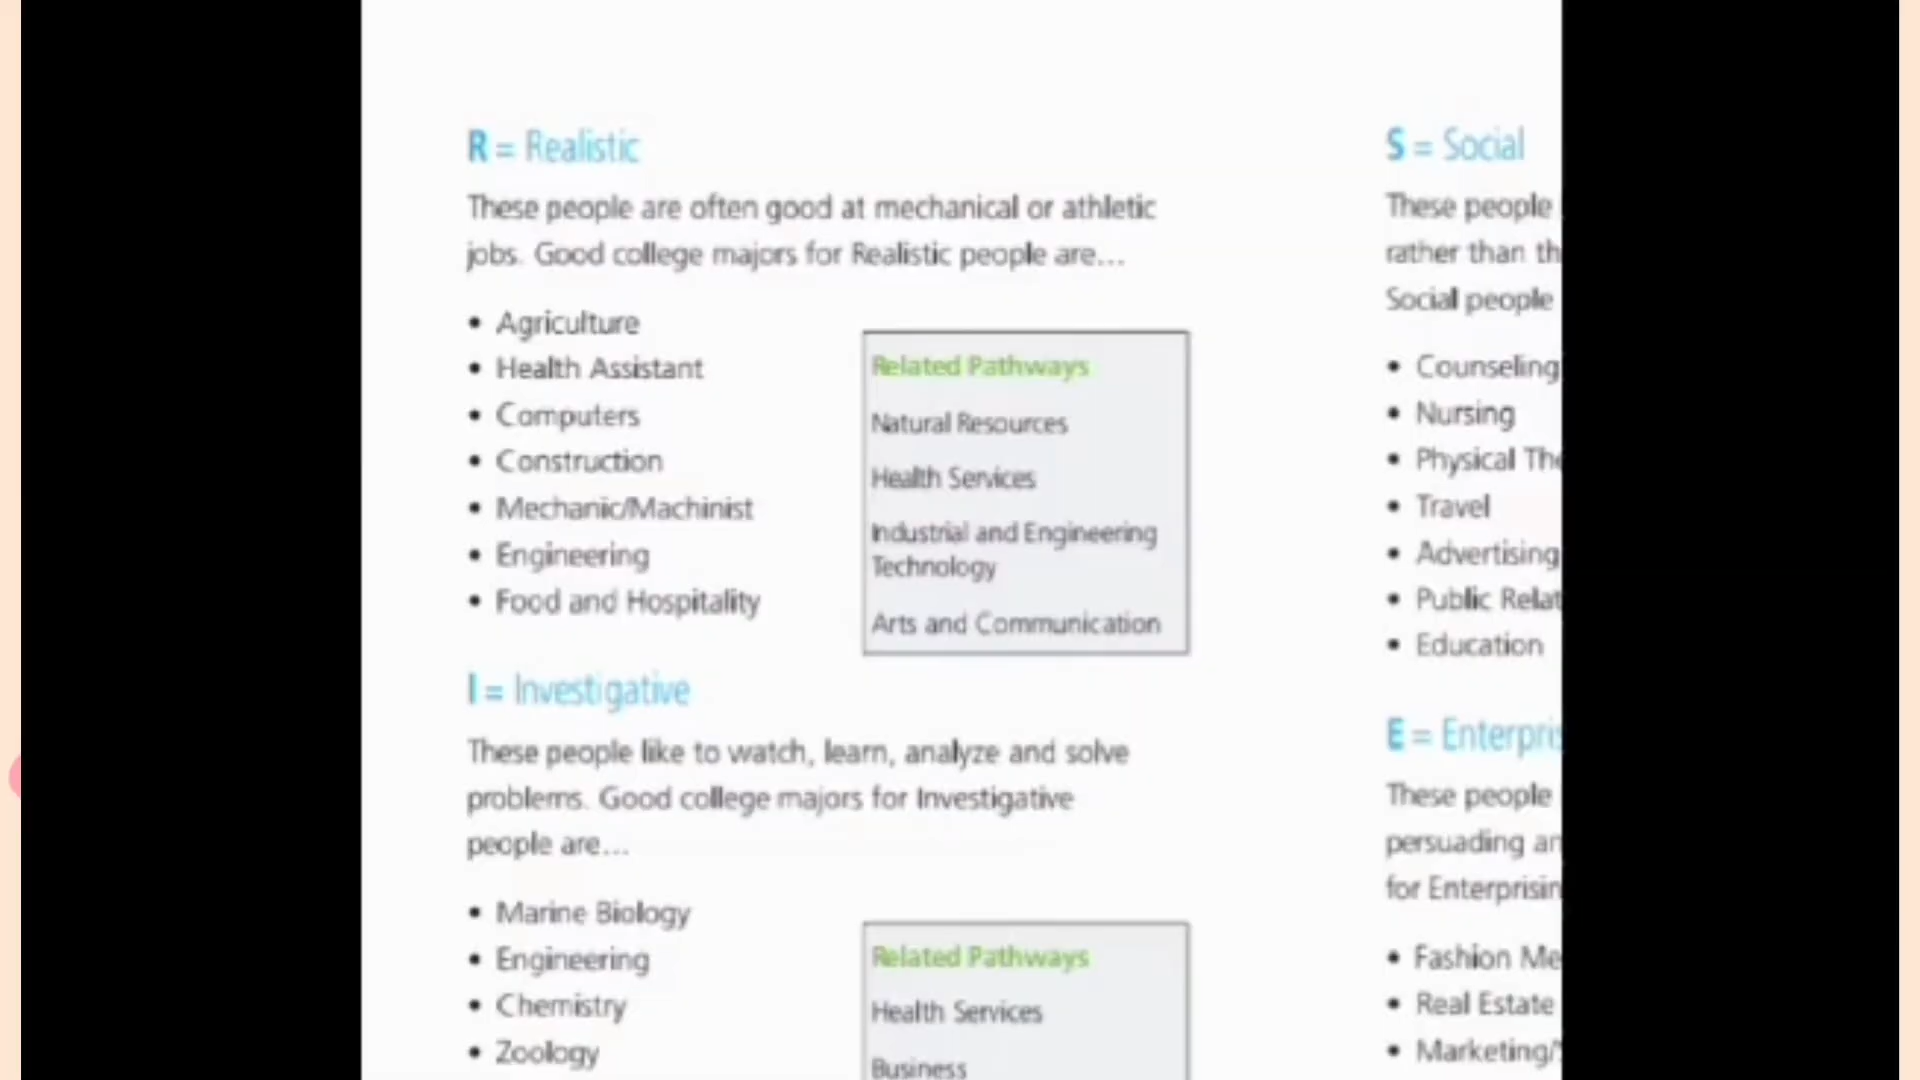 R = Realistic
These people are often good at mechanical or athletic
jobs. Good college majors for Realistic people are...
• Agriculture
• Health Assistant
• Computers
• Construction
• Mechanic/Machinist
• Engineering
• Food and Hospitality
Related Pathways
Natural Resources
Health Services
Industrial and Engineering
Technology
Arts and Communication
I = Investigative
These people like to watch, learn, analyze and solve
problems. Good college majors for Investigative
people are...
• Marine Biology
• Engineering
• Chemistry
• Zoology
Related Pathways
Health Services
Business
S = Social
These people
rather than
Social people
• Counseling
• Nursing
• Physical
• Travel
• Advertising
• Public
• Education
E =
These people
persuading
for
• Fashion
• Real Estate
• Marketing/